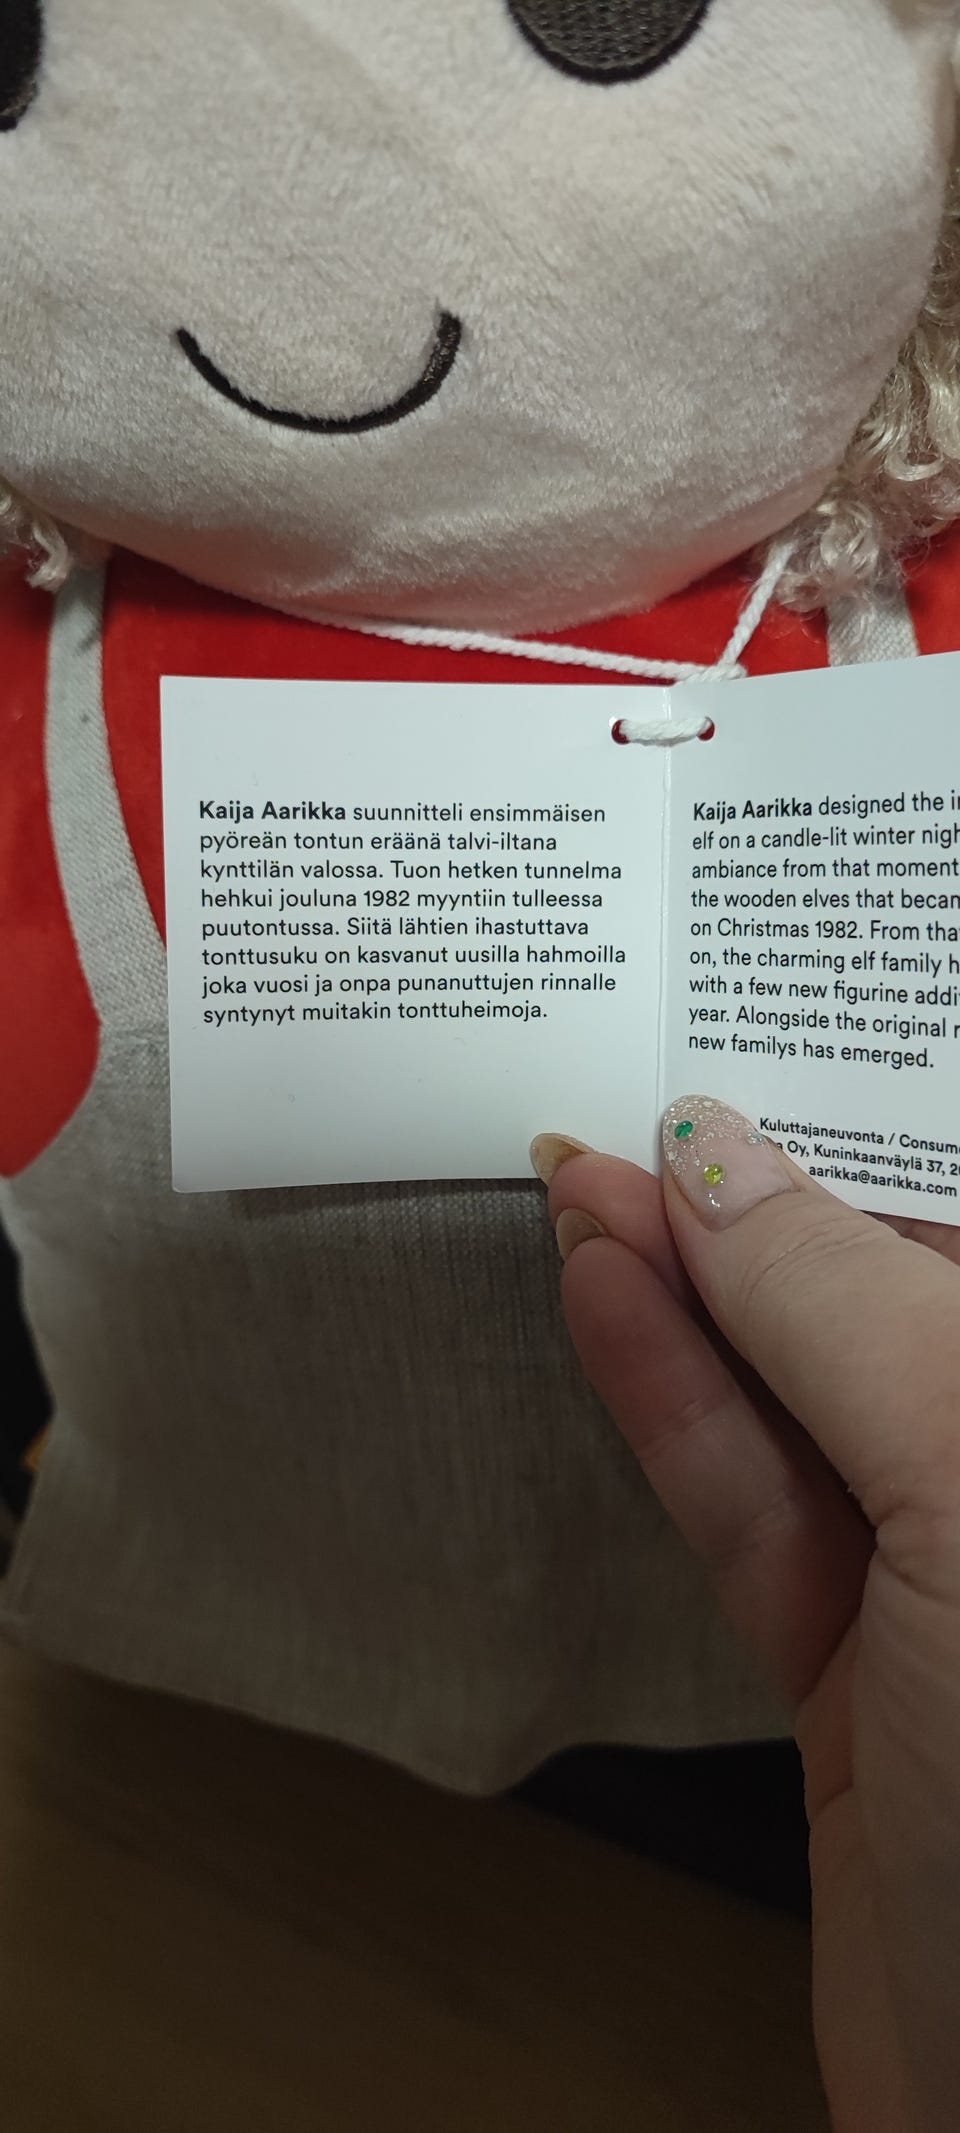 Kaija Aarikka suunnitteli ensimmäisen
pyöreän tontun eräänä talvi-iltana
kynttilän valossa. Tuon hetken tunnelma
hehkui jouluna 1982 myyntiin tulleessa
puutontussa. Siitä lähtien ihastuttava
tonttusuku on kasvanut uusilla hahmoilla
joka vuosi ja onpa punanuttujen rinnalle
syntynyt muitakin tonttuheimoja.
Kaija Aarikka designed the
elf on a candle-lit winter
ambiance from that moment
the wooden elves that
on Christmas 1982. From
on, the charming elf family
with a few new figurine
year. Alongside the original
new familys has emerged.
Kuluttajaneuvonta /
Oy, Kuninkaanväylä 37,
aarikka@aarikka.com